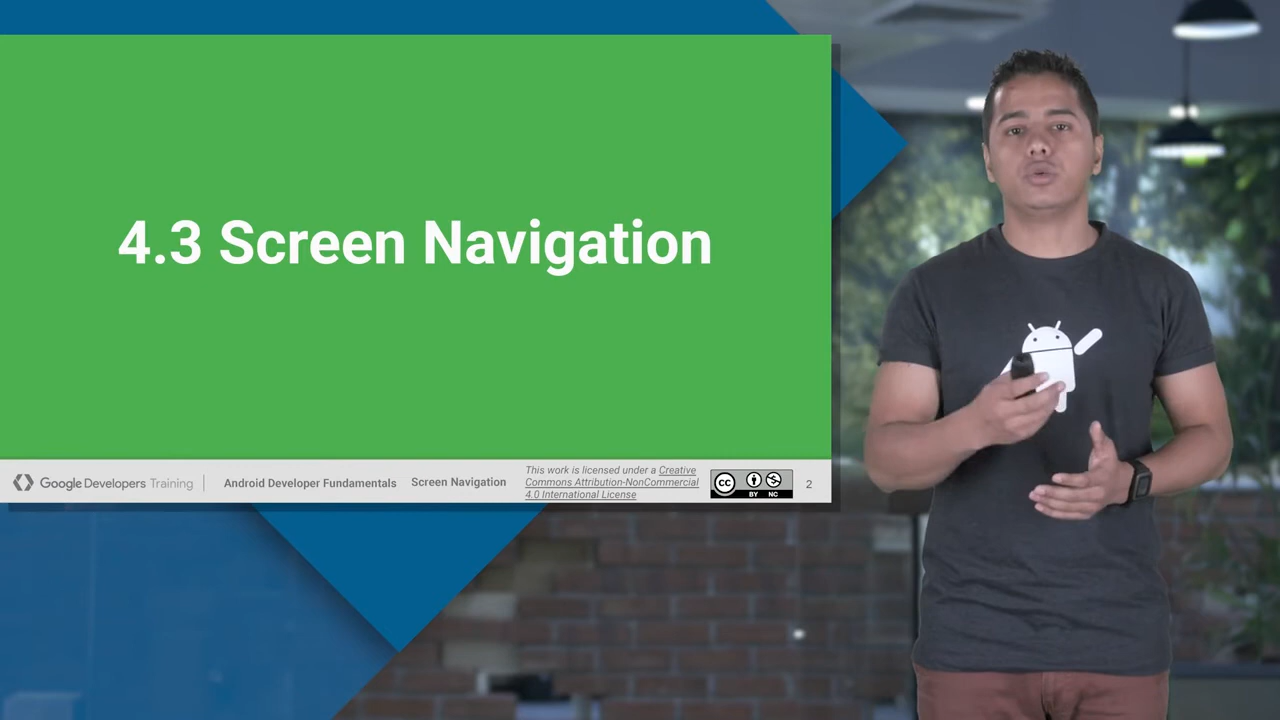 4.3 Screen Navigation
Google Developers Training
Android Developer Fundamentals
Screen Navigation
This work is licensed under a Creative
Commons Attribution-NonCommercial
4.0 International License
CC
BY NC
2